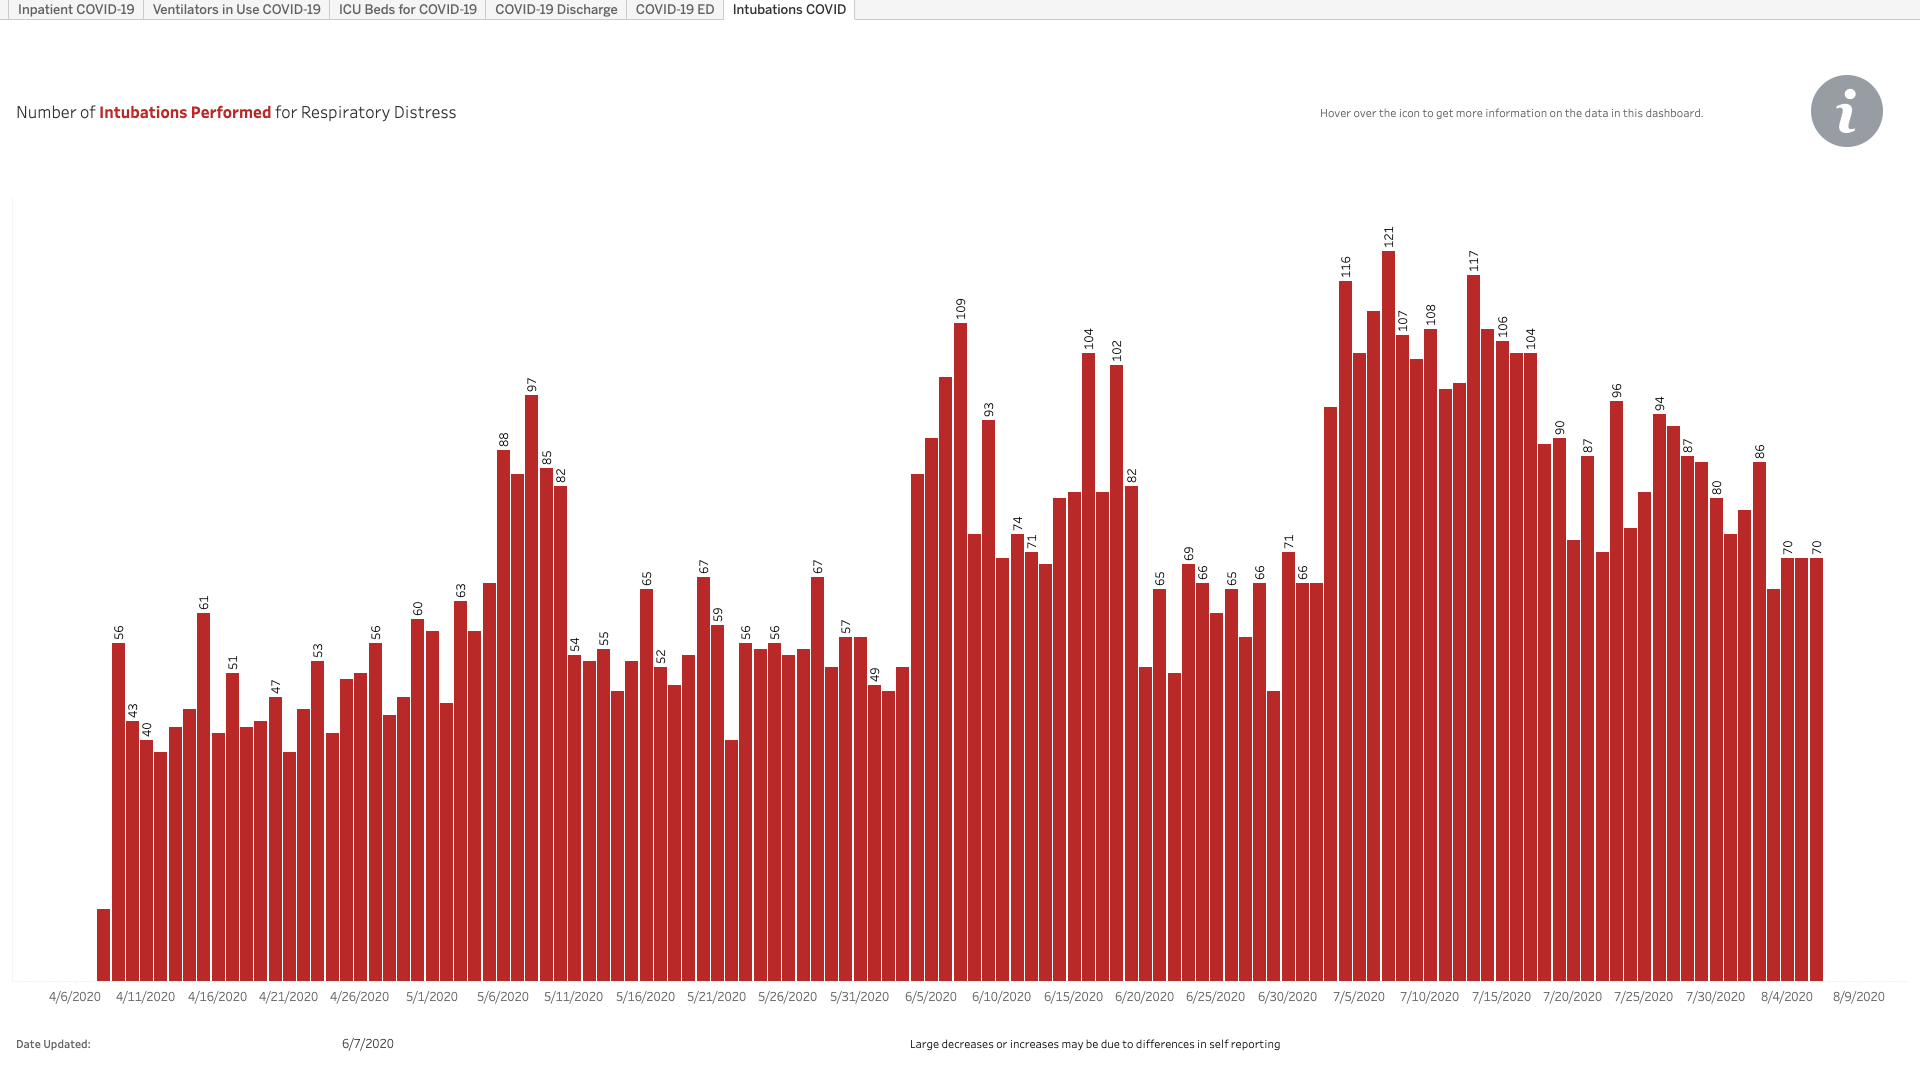 Inpatient COVID-19 Ventilators in Use COVID-19 ICU Beds for COVID-19 COVID-19 Discharge COVID-19 ED Intubations COVID
Number of Intubations Performed for Respiratory Distress
Hover over the icon to get more information on the data in this dashboard.
i
56 43 40 61 51 47 53 56 60 63 88 97 85 82 54 55 65 52 67 59 56 56 67 57 49 109 93 74 71 104 102 82 65 69 66 65 66 71 66 116 121 107 108 117 106 104 90 87 96 94 87 80 86 70 70
4/6/2020 4/11/2020 4/16/2020 4/21/2020 4/26/2020 5/1/2020 5/6/2020 5/11/2020 5/16/2020 5/21/2020 5/26/2020 5/31/2020 6/5/2020 6/10/2020 6/15/2020 6/20/2020 6/25/2020 6/30/2020 7/5/2020 7/10/2020 7/15/2020 7/20/2020 7/25/2020 7/30/2020 8/4/2020 8/9/2020
Date Updated: 6/7/2020
Large decreases or increases may be due to differences in self reporting